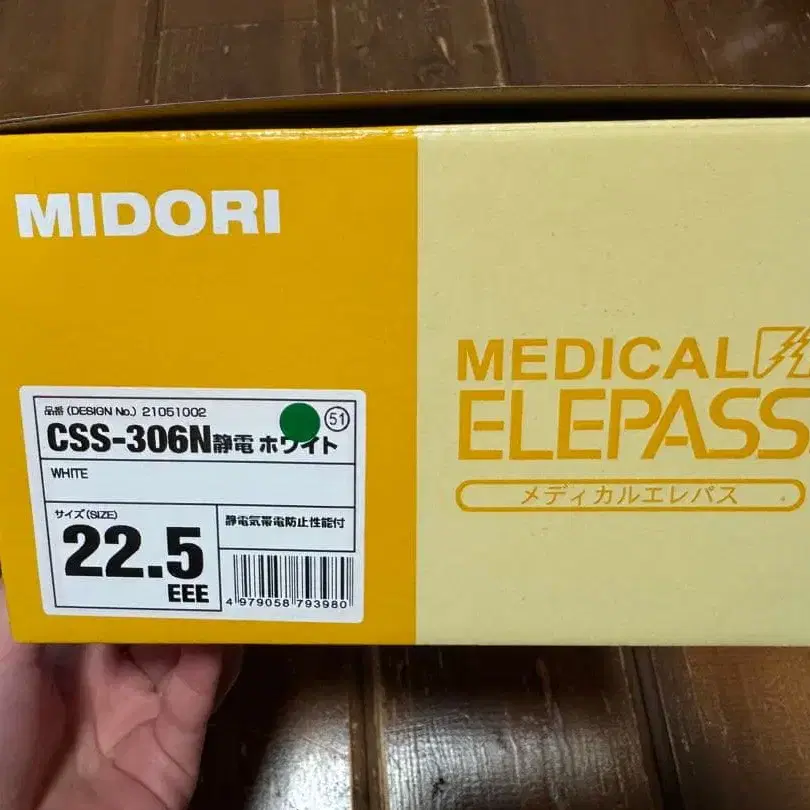 MIDORI
品番(DESIGN No.) 21051002
51
CSS-306N静電 ホワイト
WHITE
サイズ(SIZE)
22.5
EEE
静電気帯電防止性能付
4 979058 793980
MEDICAL
ELEPASS
メディカルエレパス